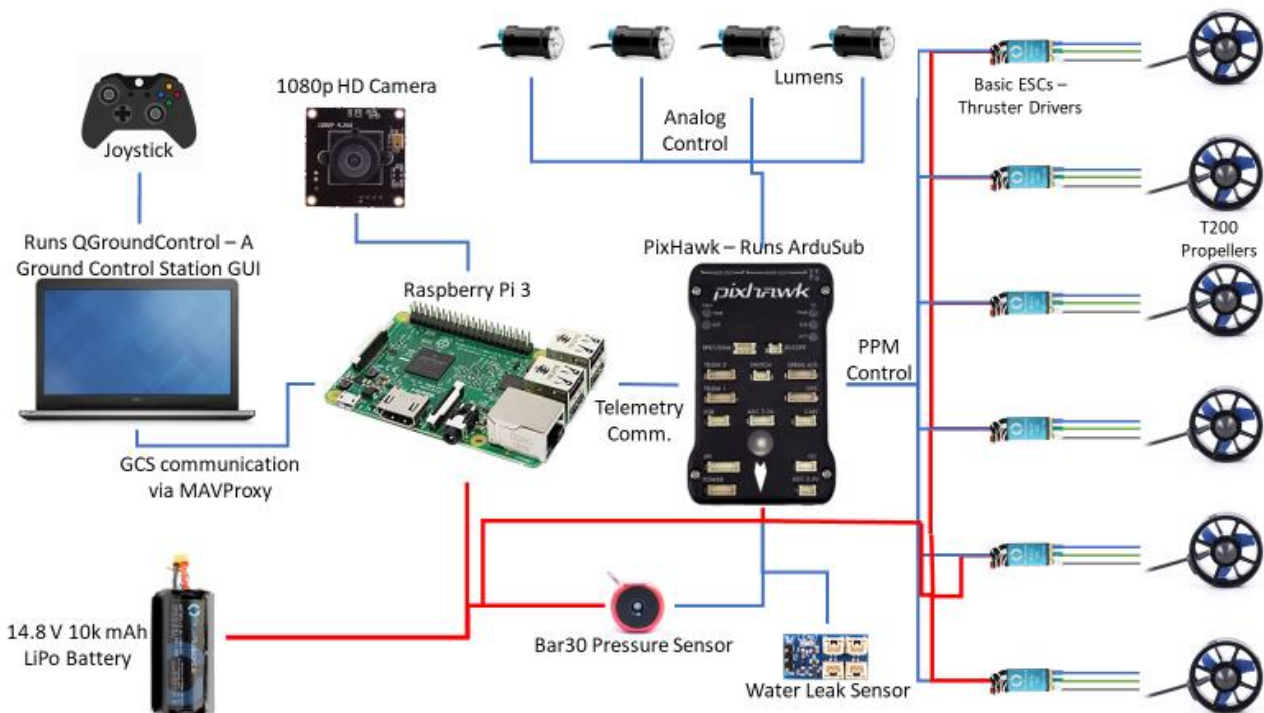 Lumens
Basic ESCs –
Thruster Drivers
1080p HD Camera
Analog
Control
Joystick
T200
Propellers
Runs QGroundControl – A
Ground Control Station GUI
PixHawk – Runs ArduSub
Raspberry Pi 3
pixhawk
PPM
Control
Telemetry
Comm.
GCS communication
via MAVProxy
14.8 V 10k mAh
LiPo Battery
Bar30 Pressure Sensor
Water Leak Sensor